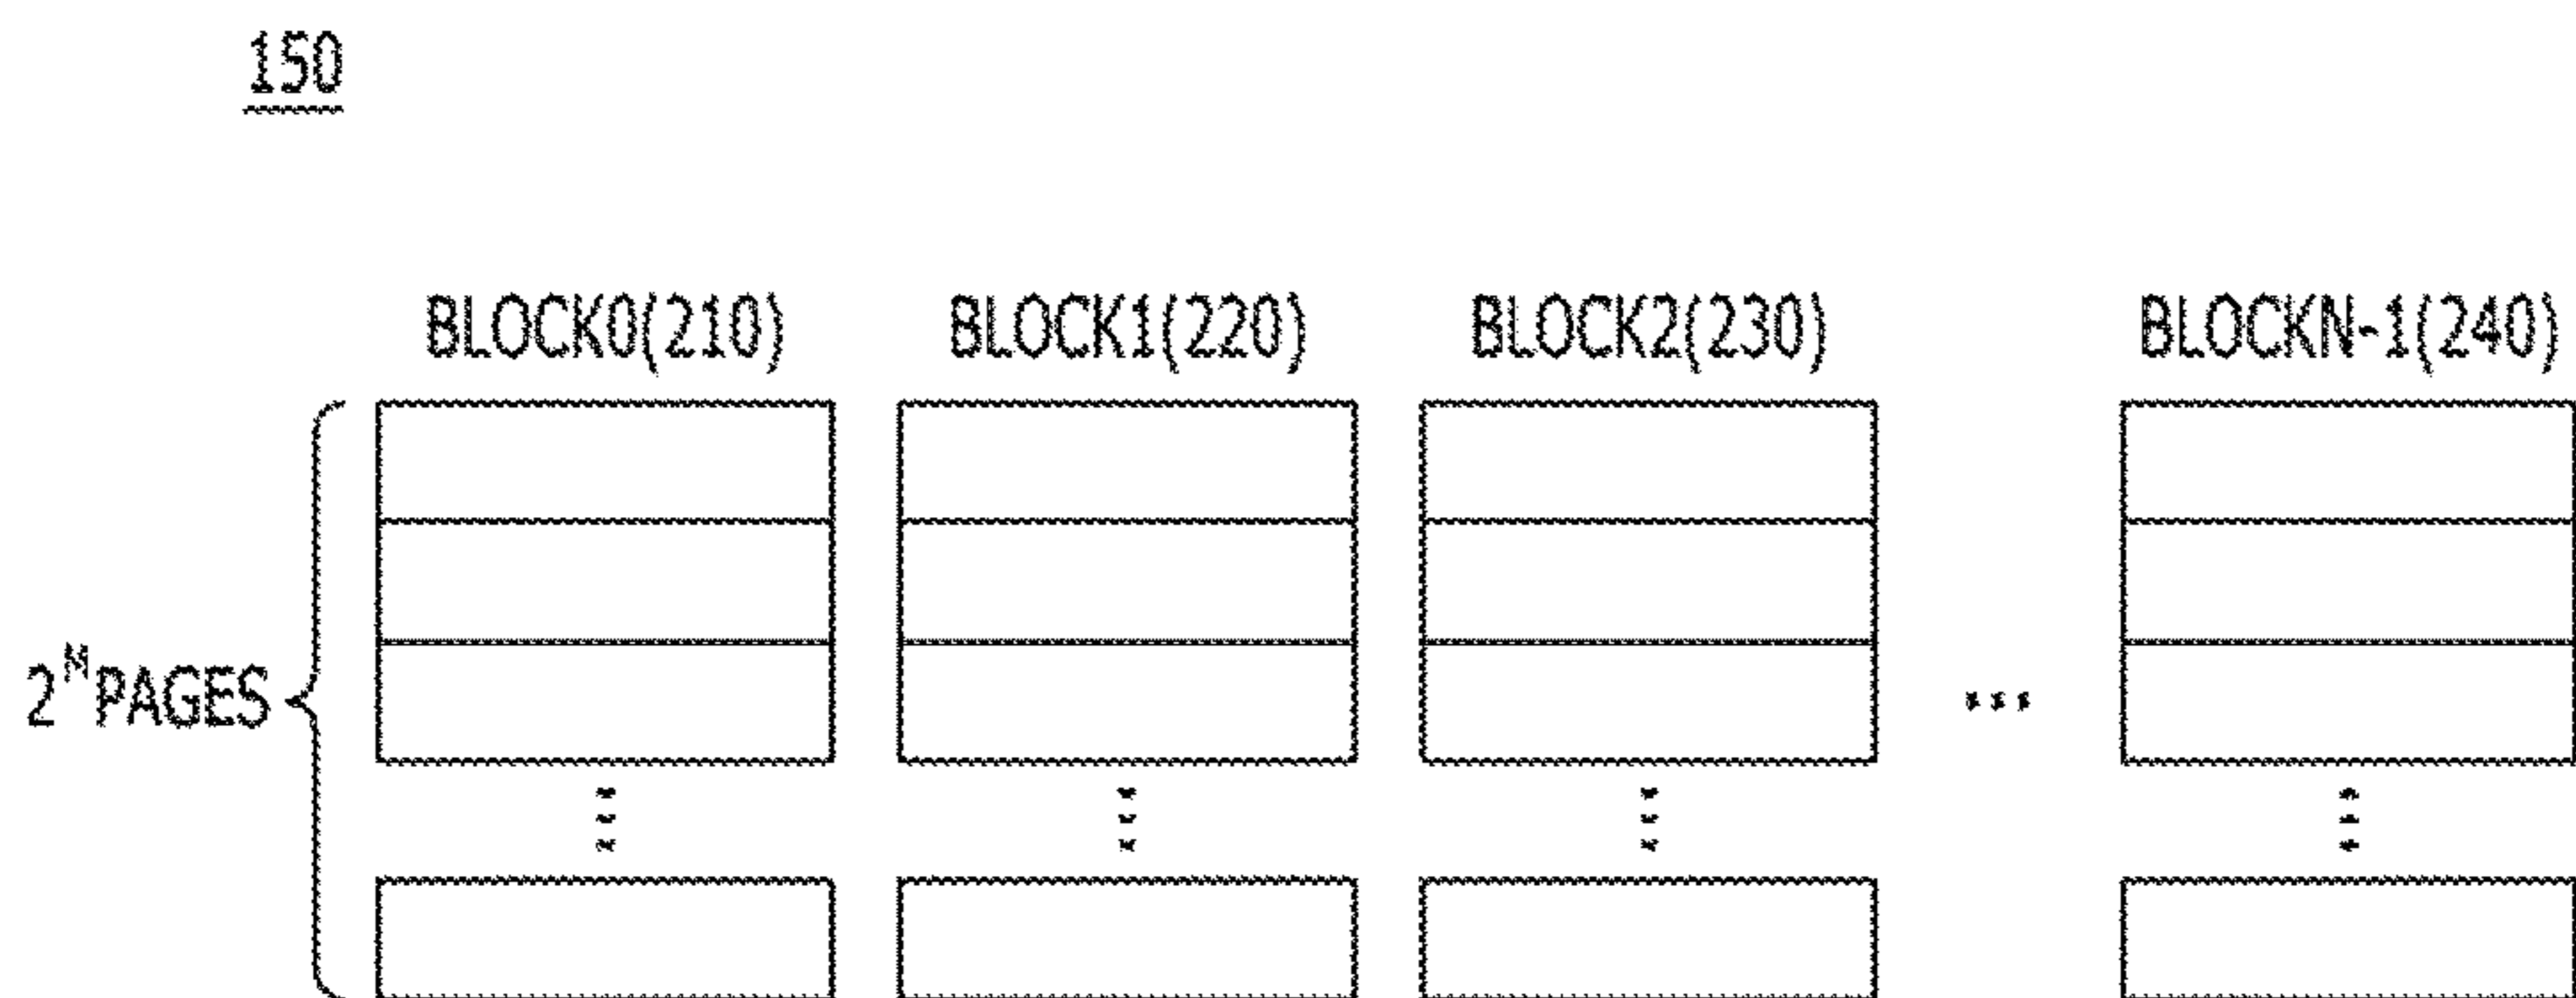 150
BLOCK0(210) BLOCK1(220) BLOCK2(230) BLOCKN-1(240)
2^M PAGES
...